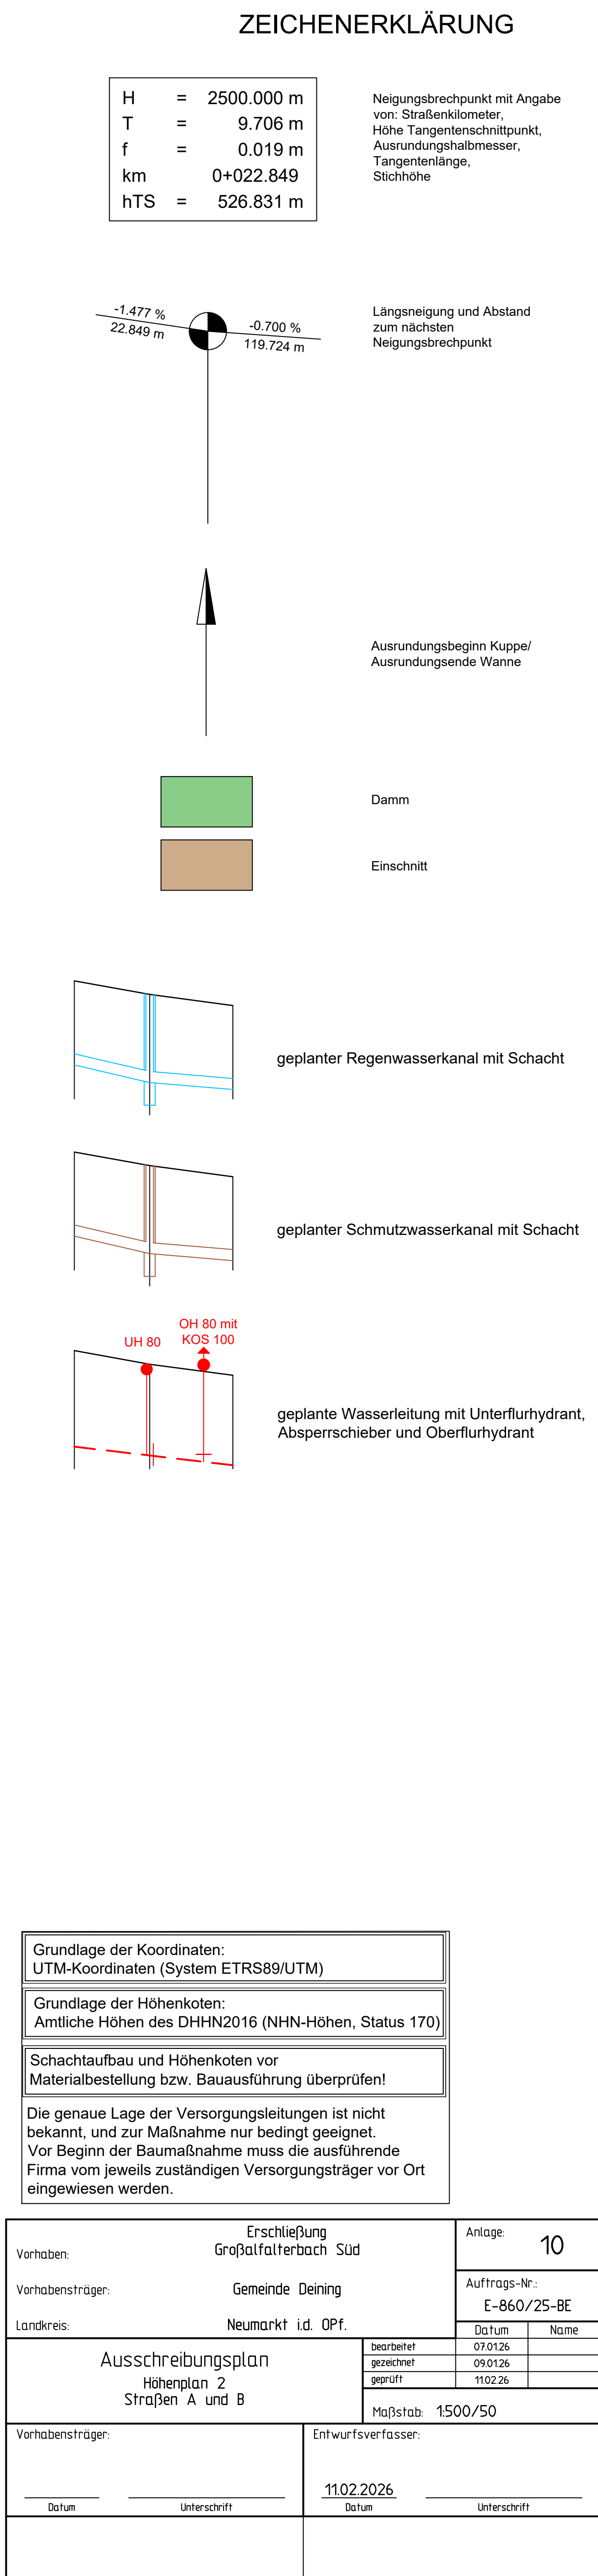 ZEICHENERKLÄRUNG
H = 2500.000 m
T = 9.706 m
f = 0.019 m
km 0+022.849
hTS = 526.831 m
Neigungsbrechpunkt mit Angabe
von: Straßenkilometer,
Höhe Tangentenschnittpunkt,
Ausrundungshalbmesser,
Tangentenlänge,
Stichhöhe
-1.477 %
22.849 m
-0.700 %
119.724 m
Längsneigung und Abstand
zum nächsten
Neigungsbrechpunkt
Ausrundungsbeginn Kuppe/
Ausrundungsende Wanne
Damm
Einschnitt
geplanter Regenwasserkanal mit Schacht
geplanter Schmutzwasserkanal mit Schacht
UH 80
OH 80 mit
KOS 100
geplante Wasserleitung mit Unterflurhydrant,
Absperrschieber und Oberflurhydrant
Grundlage der Koordinaten:
UTM-Koordinaten (System ETRS89/UTM)
Grundlage der Höhenkoten:
Amtliche Höhen des DHHN2016 (NHN-Höhen, Status 170)
Schachtaufbau und Höhenkoten vor
Materialbestellung bzw. Bauausführung überprüfen!
Die genaue Lage der Versorgungsleitungen ist nicht
bekannt, und zur Maßnahme nur bedingt geeignet.
Vor Beginn der Baumaßnahme muss die ausführende
Firma vom jeweils zuständigen Versorgungsträger vor Ort
eingewiesen werden.
Vorhaben:
Erschließung
Großalfalterbach Süd
Anlage: 10
Vorhabensträger: Gemeinde Deining
Auftrags-Nr.:
E-860/25-BE
Landkreis: Neumarkt i.d. OPf.
Datum Name
Ausschreibungsplan
Höhenplan 2
Straßen A und B
bearbeitet 07.01.26
gezeichnet 09.01.26
geprüft 11.02.26
Maßstab: 1:500/50
Vorhabensträger:
Datum Unterschrift
Entwurfsverfasser:
11.02.2026
Datum Unterschrift